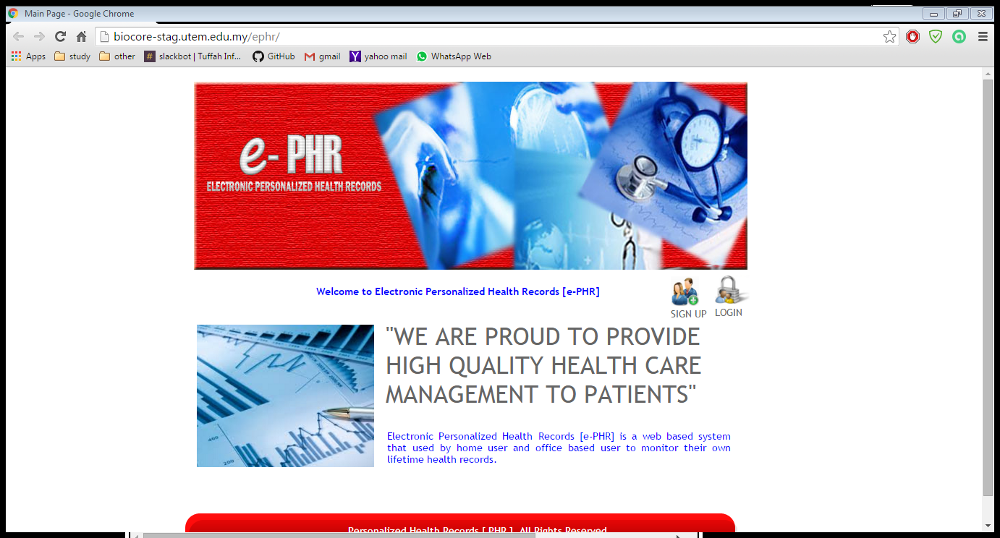 Main Page - Google Chrome
biocore-stag.utem.edu.my/ephr/
Apps study other # slackbot | Tuffah Inf... GitHub gmail yahoo mail WhatsApp Web
e- PHR
ELECTRONIC PERSONALIZED HEALTH RECORDS
Welcome to Electronic Personalized Health Records [e-PHR]
SIGN UP LOGIN
"WE ARE PROUD TO PROVIDE
HIGH QUALITY HEALTH CARE
MANAGEMENT TO PATIENTS"
400
200
Electronic Personalized Health Records [e-PHR] is a web based system
that used by home user and office based user to monitor their own
lifetime health records.
Personalized Health Records [ PHR ]. All Rights Reserved